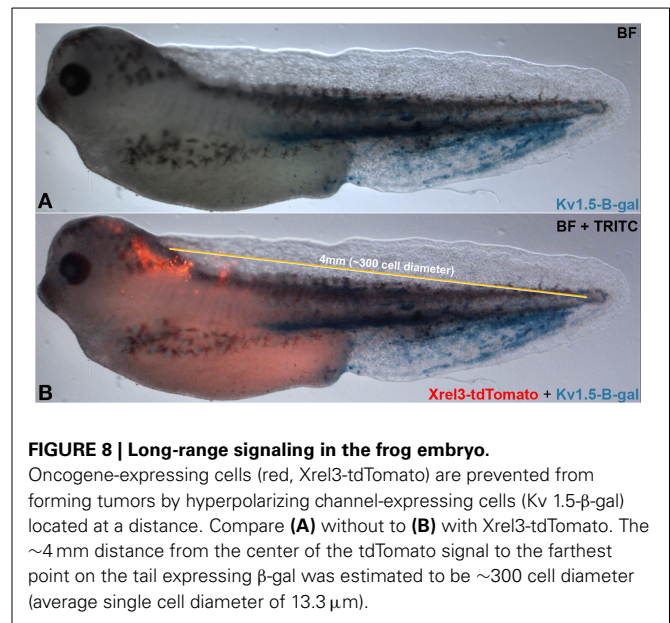 BF
A
Kv1.5-B-gal
BF + TRITC
4mm (~300 cell diameter)
B
Xrel3-tdTomato + Kv1.5-B-gal
FIGURE 8 | Long-range signaling in the frog embryo.
Oncogene-expressing cells (red, Xrel3-tdTomato) are prevented from
forming tumors by hyperpolarizing channel-expressing cells (Kv 1.5-β-gal)
located at a distance. Compare (A) without to (B) with Xrel3-tdTomato. The
∼4 mm distance from the center of the tdTomato signal to the farthest
point on the tail expressing β-gal was estimated to be ∼300 cell diameter
(average single cell diameter of 13.3 μm).